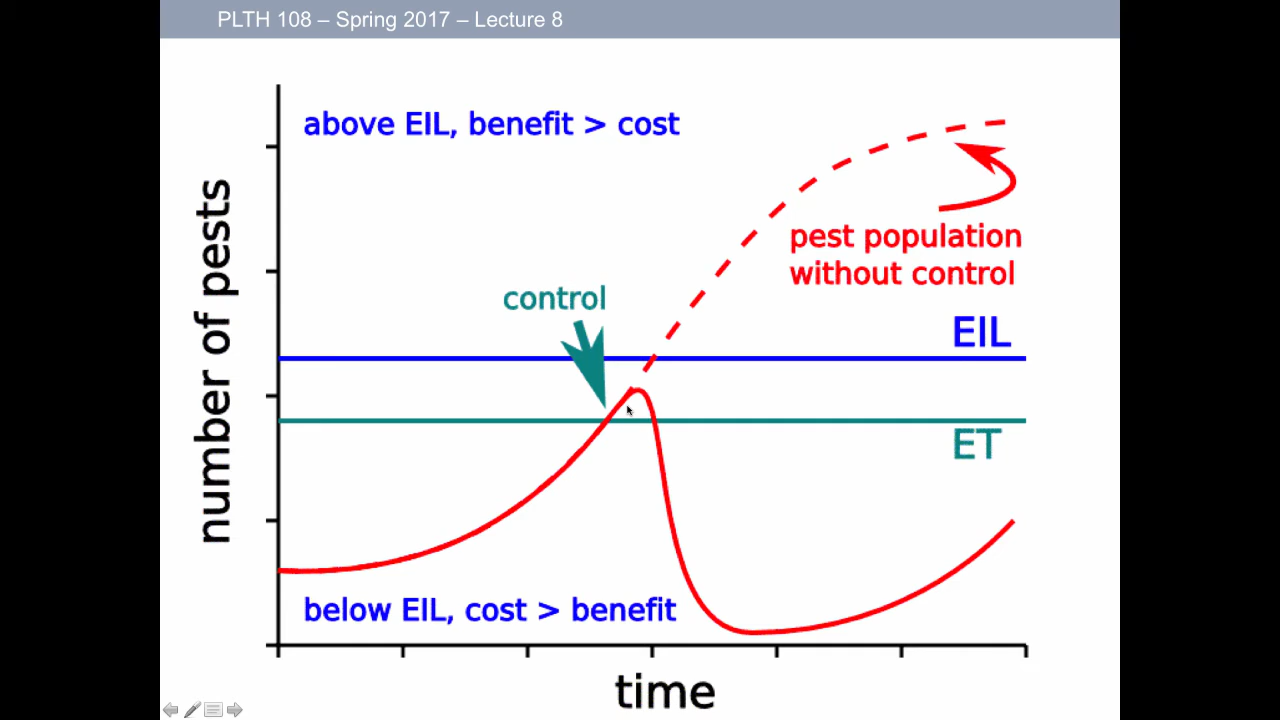 PLTH 108 – Spring 2017 – Lecture 8
above EIL, benefit > cost
pest population
without control
control
EIL
ET
number of pests
below EIL, cost > benefit
time